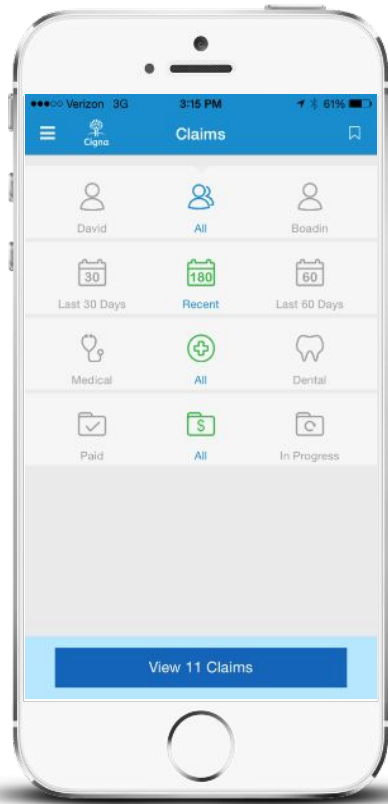 Verizon 3G 3:15 PM 61%
Cigna Claims
David All Boadin
30 180 60
Last 30 Days Recent Last 60 Days
Medical All Dental
$
Paid All In Progress
View 11 Claims